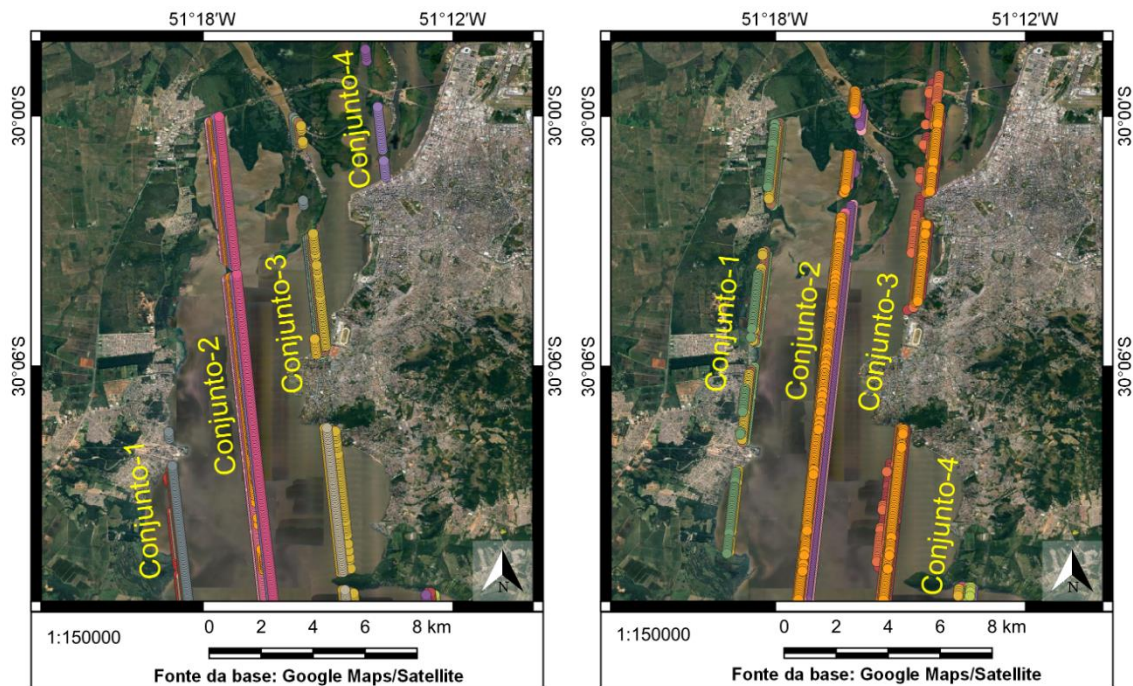 51°18'W
51°12'W
30°00'S
30°06'S
Conjunto-4
Conjunto-3
Conjunto-2
Conjunto-1
N
1:150000
0 2 4 6 8 km
Fonte da base: Google Maps/Satellite
51°18'W
51°12'W
30°00'S
30°06'S
Conjunto-1
Conjunto-2
Conjunto-3
Conjunto-4
N
1:150000
0 2 4 6 8 km
Fonte da base: Google Maps/Satellite